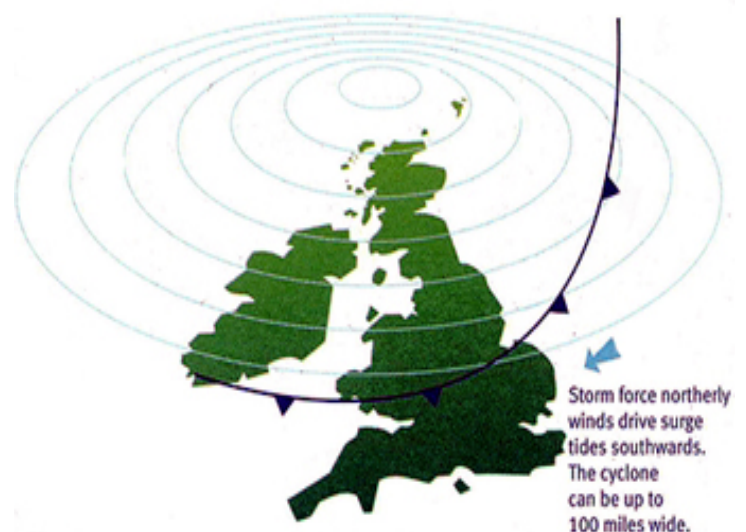 Storm force northerly
winds drive surge
tides southwards.
The cyclone
can be up to
100 miles wide.